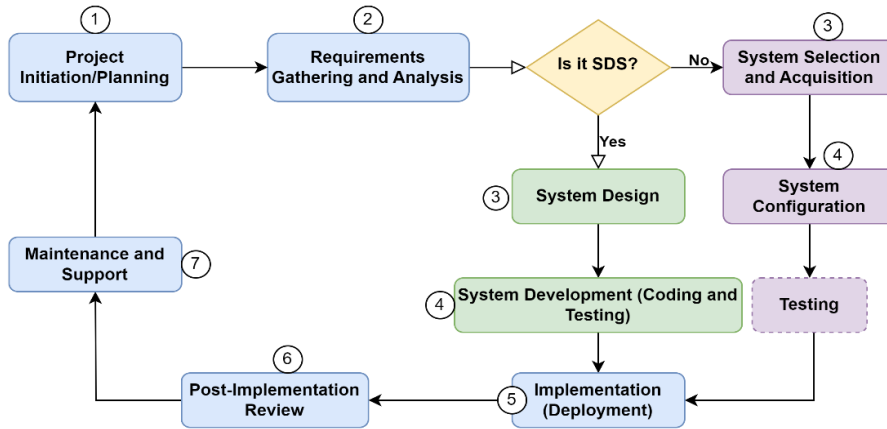 1
Project
Initiation/Planning
2
Requirements
Gathering and Analysis
Is it SDS?
No
3
System Selection
and Acquisition
Yes
3
System Design
4
System
Configuration
7
Maintenance and
Support
4
System Development (Coding and
Testing)
Testing
6
Post-Implementation
Review
5
Implementation
(Deployment)